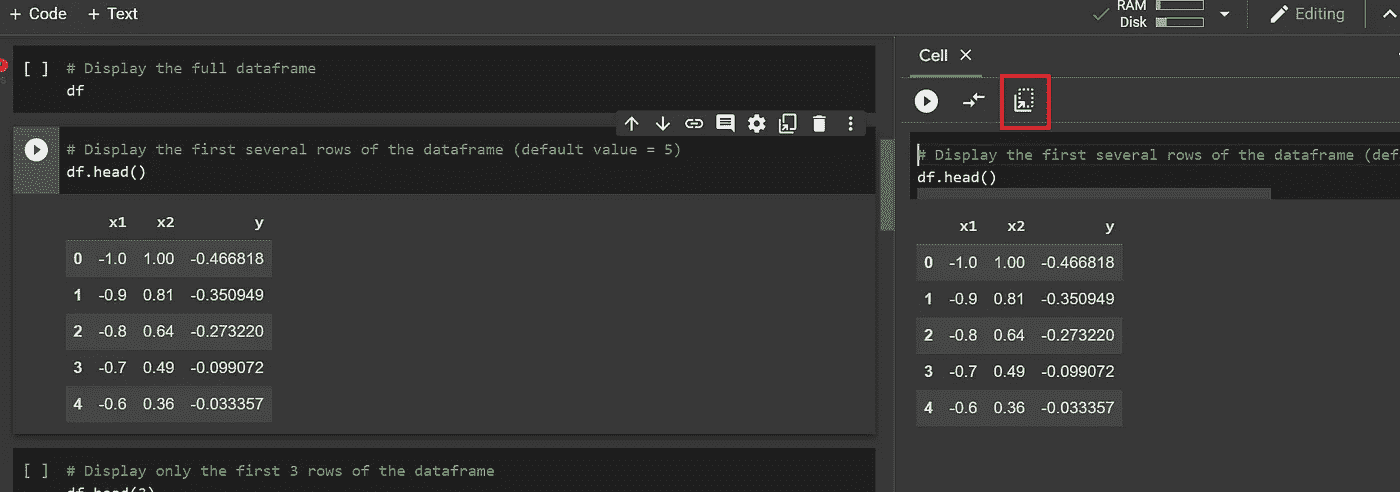 + Code + Text
RAM
Disk
Editing
[ ] # Display the full dataframe
df
# Display the first several rows of the dataframe (default value = 5)
df.head()
x1 x2 y
0 -1.0 1.00 -0.466818
1 -0.9 0.81 -0.350949
2 -0.8 0.64 -0.273220
3 -0.7 0.49 -0.099072
4 -0.6 0.36 -0.033357
[ ] # Display only the first 3 rows of the dataframe
df.head(3)
Cell
# Display the first several rows of the dataframe (def
df.head()
x1 x2 y
0 -1.0 1.00 -0.466818
1 -0.9 0.81 -0.350949
2 -0.8 0.64 -0.273220
3 -0.7 0.49 -0.099072
4 -0.6 0.36 -0.033357